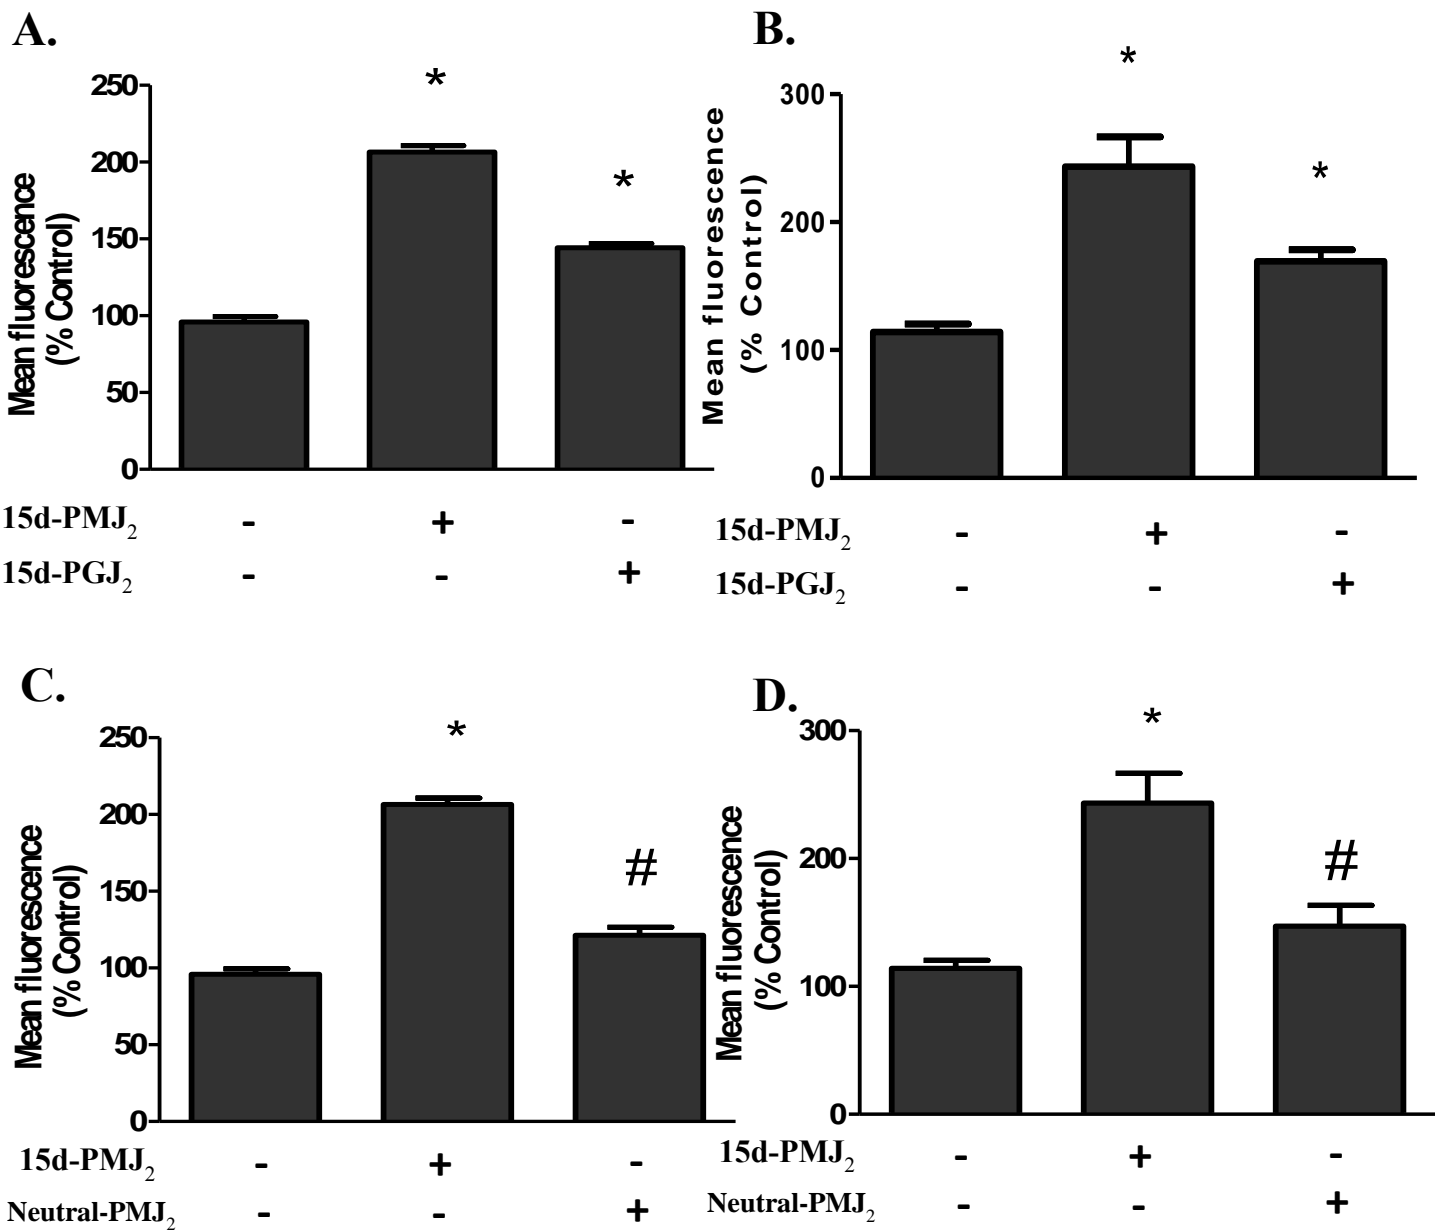 A.
Mean fluorescence
(% Control)
250
200
150
100
50
0
*
*
15d-PMJ2 - + -
15d-PGJ2 - - +
B.
Mean fluorescence
(% Control)
300
200
100
0
*
*
15d-PMJ2 - + -
15d-PGJ2 - - +
C.
Mean fluorescence
(% Control)
250
200
150
100
50
0
*
#
15d-PMJ2 - + -
Neutral-PMJ2 - - +
D.
Mean fluorescence
(% Control)
300
200
100
0
*
#
15d-PMJ2 - + -
Neutral-PMJ2 - - +